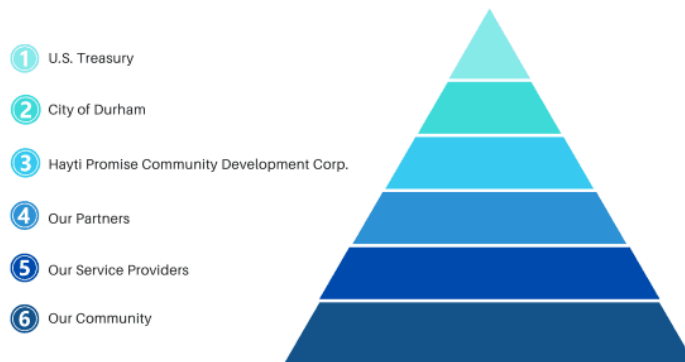 1 U.S. Treasury
2 City of Durham
3 Hayti Promise Community Development Corp.
4 Our Partners
5 Our Service Providers
6 Our Community